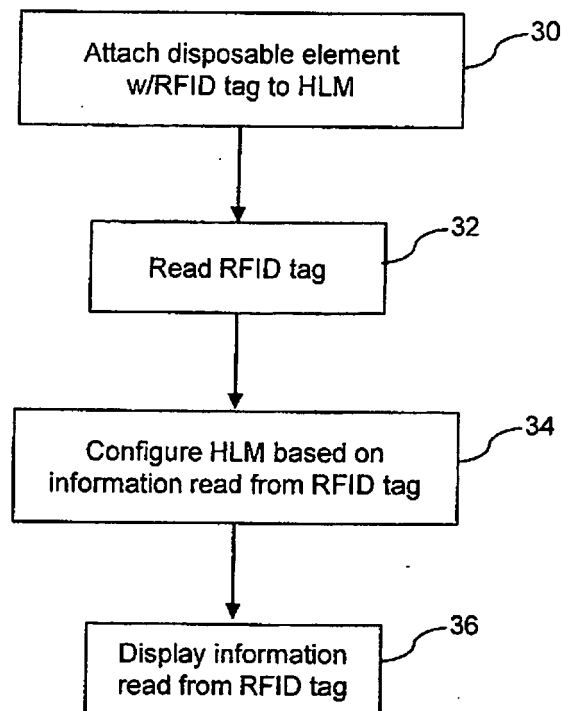 Attach disposable element
w/RFID tag to HLM
30
Read RFID tag
32
Configure HLM based on
information read from RFID tag
34
Display information
read from RFID tag
36